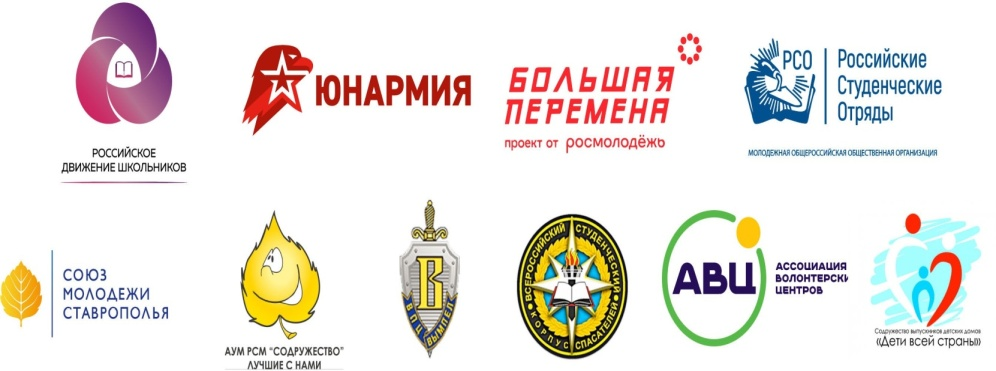 РОССИЙСКОЕ
ДВИЖЕНИЕ ШКОЛЬНИКОВ
ЮНАРМИЯ
БОЛЬШАЯ
ПЕРЕМЕНА
проект от росмолодёжь
РСО
Российские
Студенческие
Отряды
МОЛОДЕЖНАЯ ОБЩЕРОССИЙСКАЯ ОБЩЕСТВЕННАЯ ОРГАНИЗАЦИЯ
СОЮЗ
МОЛОДЕЖИ
СТАВРОПОЛЬЯ
АУМ РСМ "СОДРУЖЕСТВО"
ЛУЧШИЕ С НАМИ
В
ВПЦ ВЫМПЕЛ
ВСЕРОССИЙСКИЙ СТУДЕНЧЕСКИЙ
КОРПУС СПАСАТЕЛЕЙ
АВЦ
АССОЦИАЦИЯ
ВОЛОНТЕРСКИ
ЦЕНТРОВ
Содружество выпускников детских домов
«Дети всей страны»